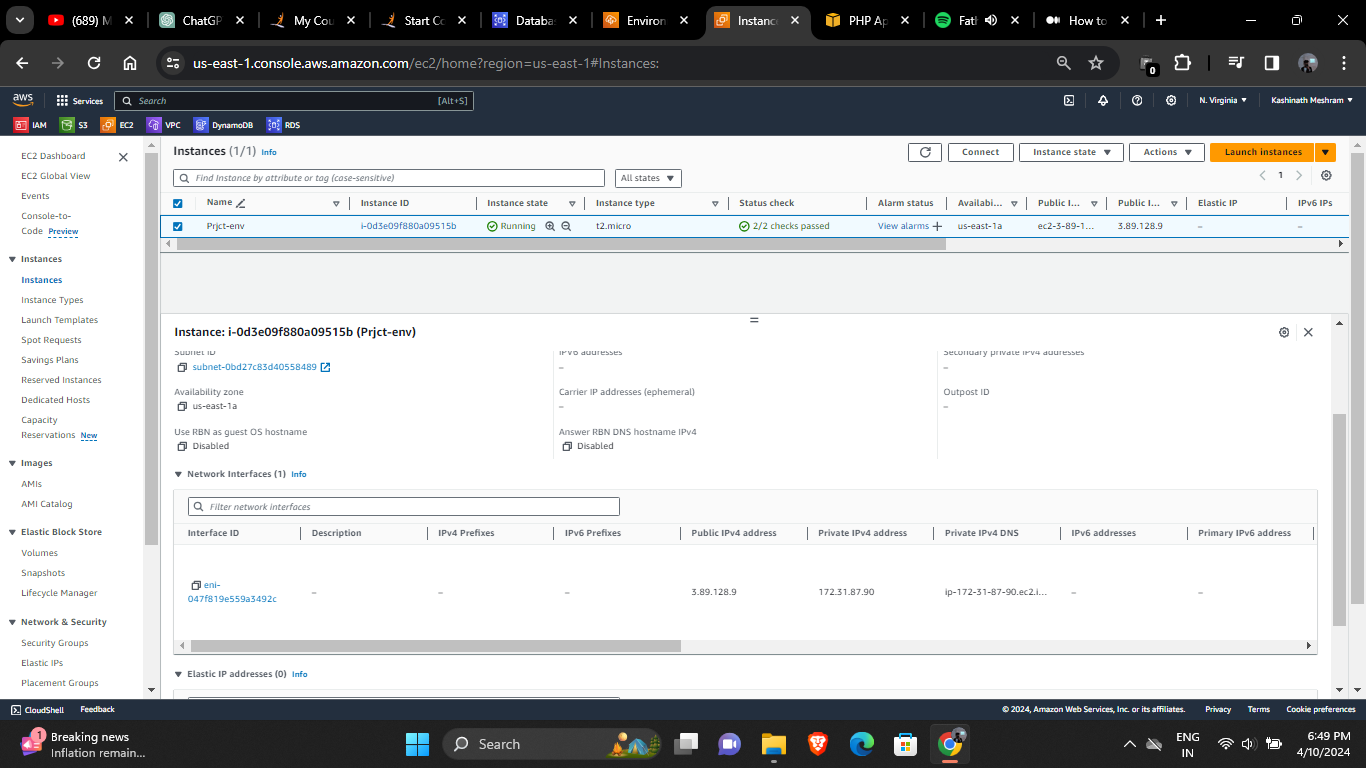 (689) M
ChatGP
My Cou
Start Co
Databa
Environ
Instanc
PHP Ap
Fatl
How to
us-east-1.console.aws.amazon.com/ec2/home?region=us-east-1#Instances:
0
aws
Services
Search
[Alt+S]
N. Virginia
Kashinath Meshram
IAM
S3
EC2
VPC
DynamoDB
RDS
EC2 Dashboard
EC2 Global View
Events
Console-to-
Code Preview
Instances
Instances
Instance Types
Launch Templates
Spot Requests
Savings Plans
Reserved Instances
Dedicated Hosts
Capacity
Reservations New
Images
AMIs
AMI Catalog
Elastic Block Store
Volumes
Snapshots
Lifecycle Manager
Network & Security
Security Groups
Elastic IPs
Placement Groups
Instances (1/1) Info
Connect
Instance state
Actions
Launch instances
Find Instance by attribute or tag (case-sensitive)
All states
1
Name
Instance ID
Instance state
Instance type
Status check
Alarm status
Availabi...
Public I...
Public I...
Elastic IP
IPv6 IPs
Prjct-env
i-0d3e09f880a09515b
Running
t2.micro
2/2 checks passed
View alarms
us-east-1a
ec2-3-89-1...
3.89.128.9
–
–
Instance: i-0d3e09f880a09515b (Prjct-env)
Subnet ID
subnet-0bd27c83d40558489
IPv6 addresses
–
Secondary private IPv4 addresses
–
Availability zone
us-east-1a
Carrier IP addresses (ephemeral)
–
Outpost ID
–
Use RBN as guest OS hostname
Disabled
Answer RBN DNS hostname IPv4
Disabled
Network Interfaces (1) Info
Filter network interfaces
Interface ID
Description
IPv4 Prefixes
IPv6 Prefixes
Public IPv4 address
Private IPv4 address
Private IPv4 DNS
IPv6 addresses
Primary IPv6 address
eni-
047f819e559a3492c
–
–
–
3.89.128.9
172.31.87.90
ip-172-31-87-90.ec2.i...
–
–
Elastic IP addresses (0) Info
CloudShell
Feedback
© 2024, Amazon Web Services, Inc. or its affiliates.
Privacy
Terms
Cookie preferences
1
Breaking news
Inflation remain...
Search
ENG
IN
6:49 PM
4/10/2024